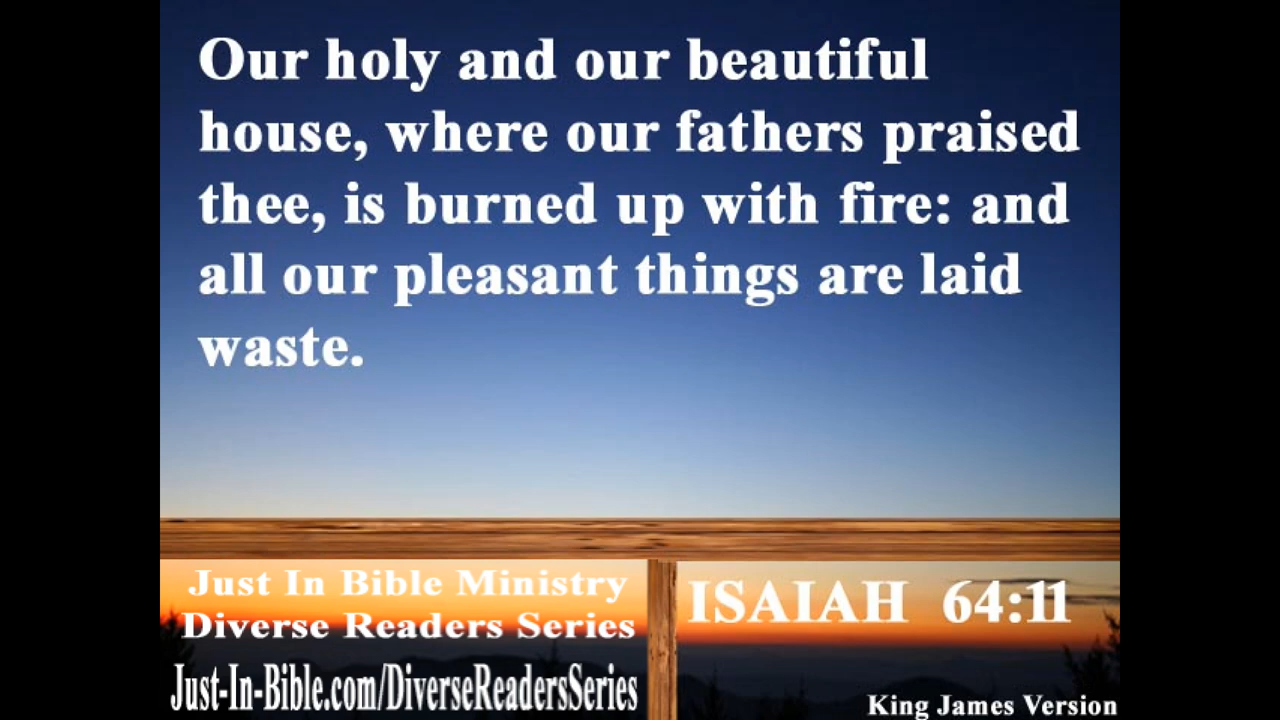 Our holy and our beautiful
house, where our fathers praised
thee, is burned up with fire: and
all our pleasant things are laid
waste.
Just In Bible Ministry
Diverse Readers Series
Just-In-Bible.com/DiverseReadersSeries
ISAIAH 64:11
King James Version